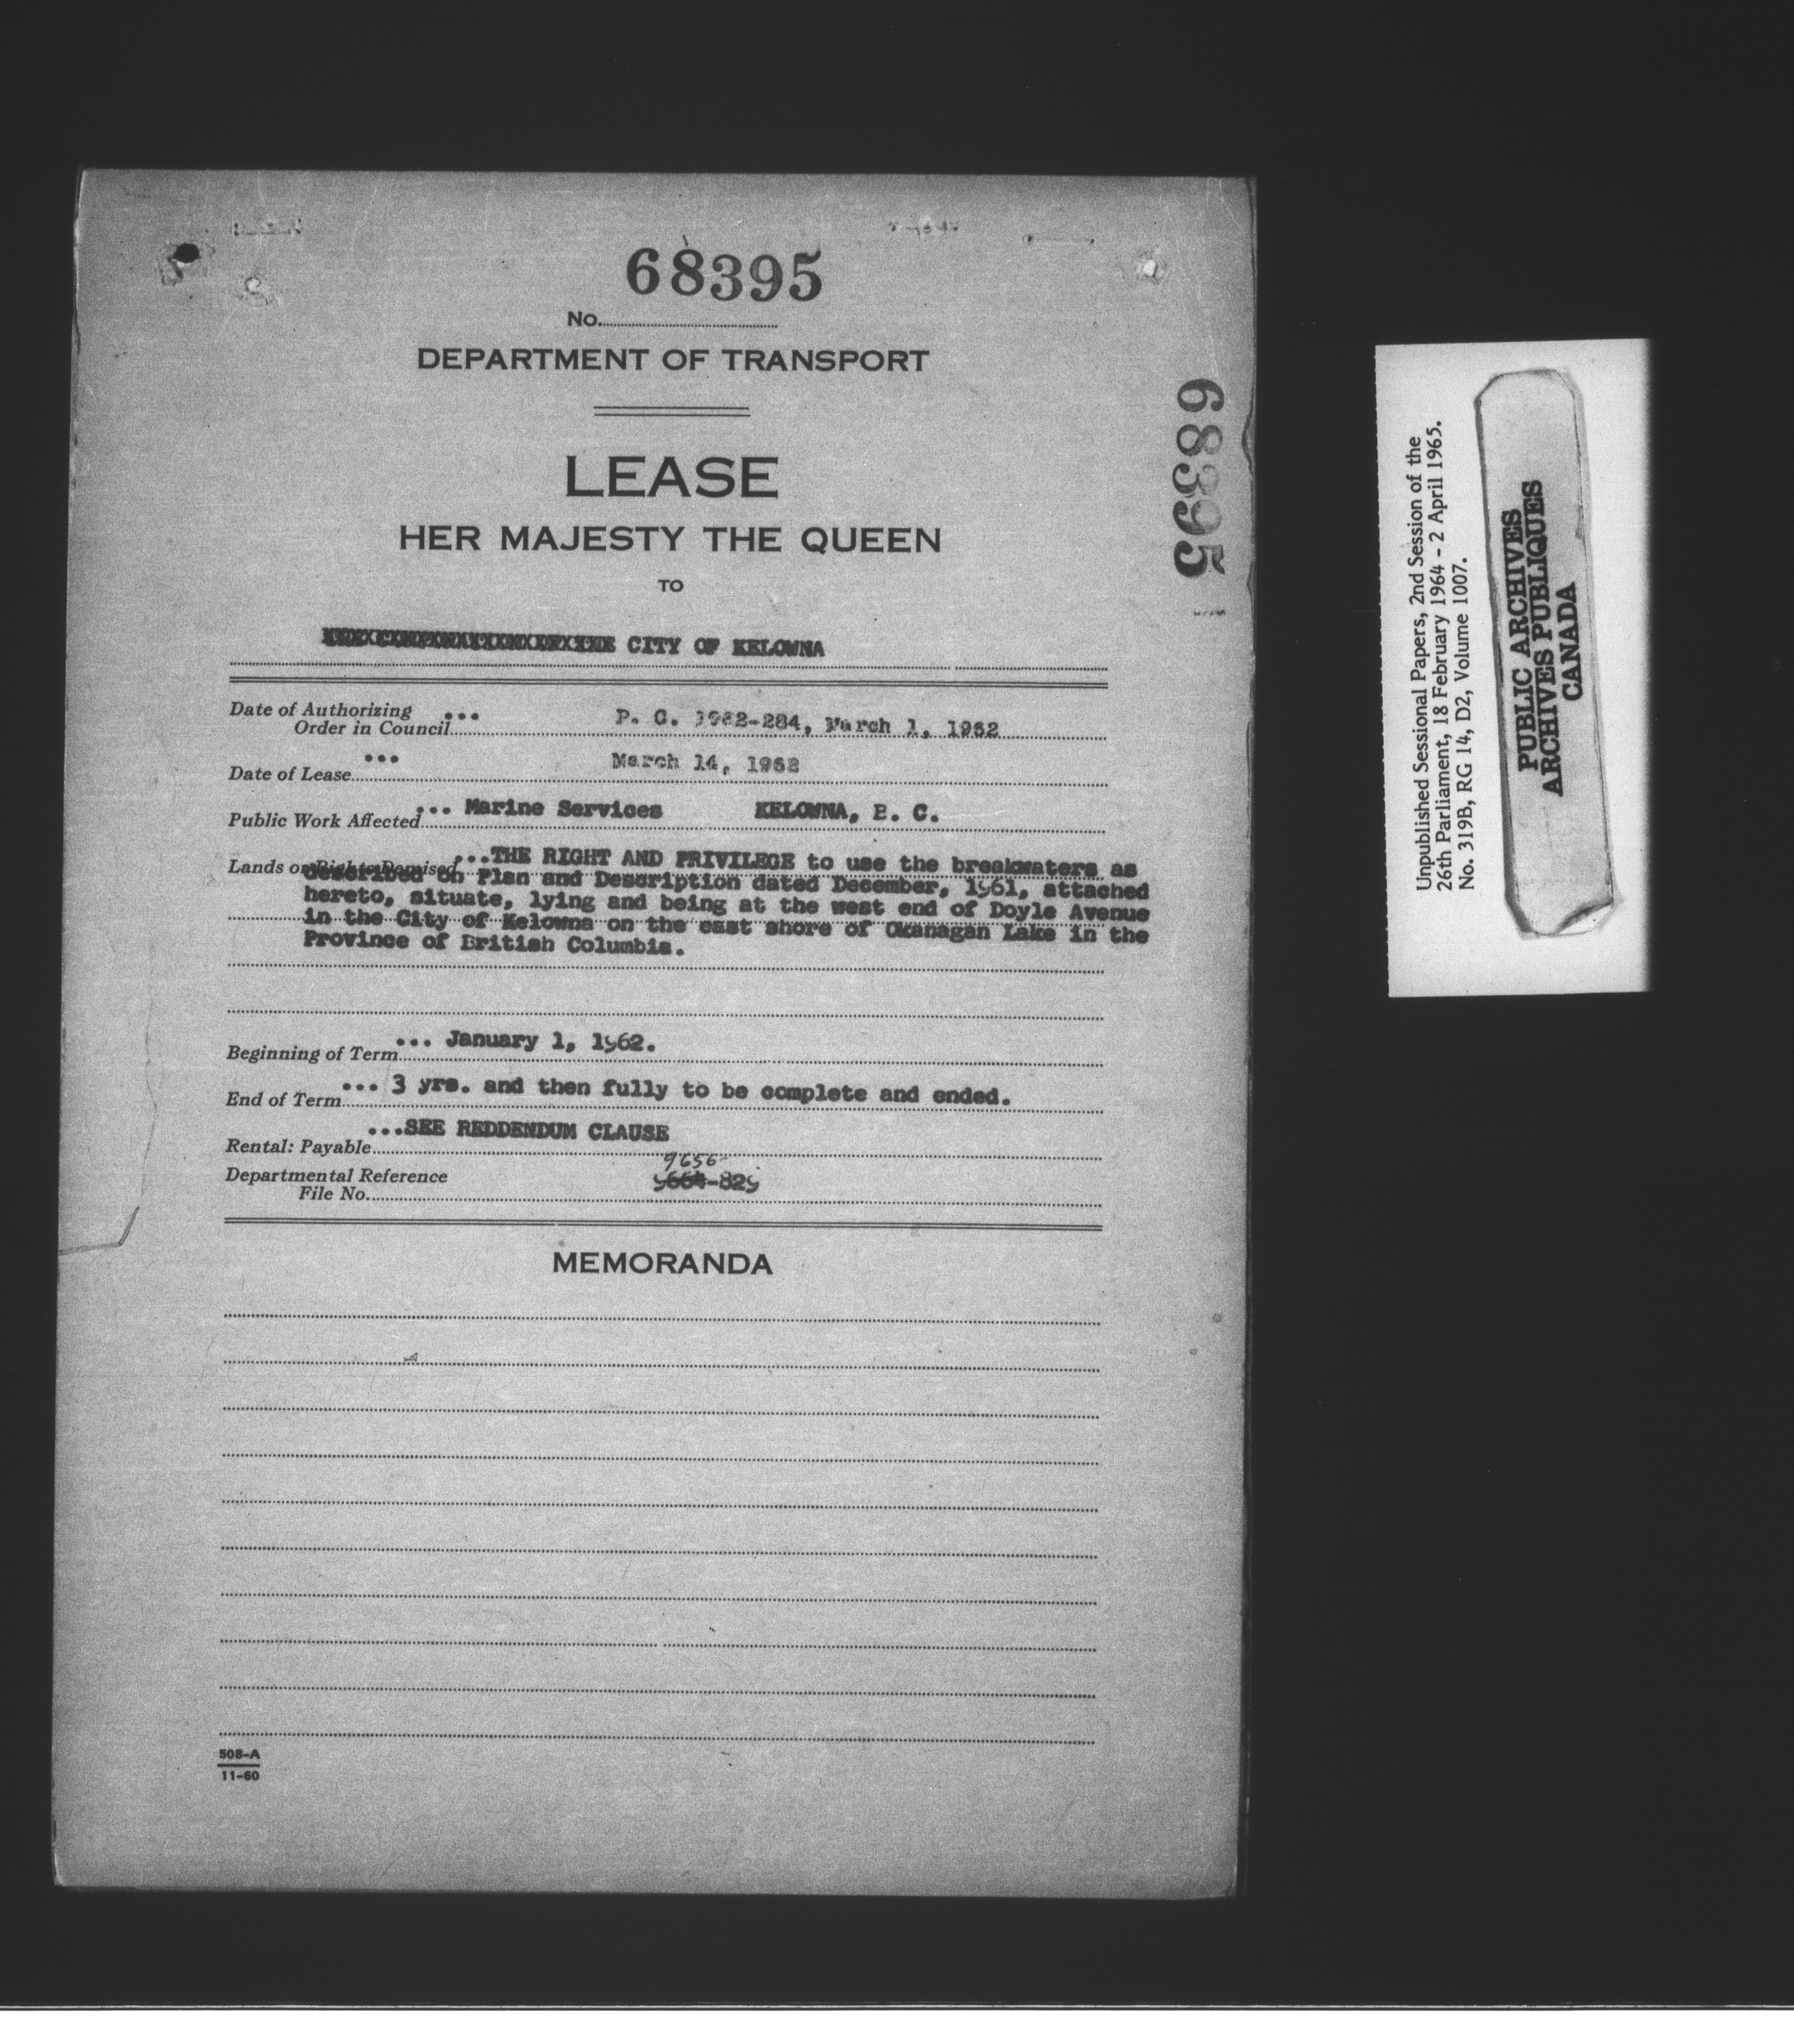 68395
No.
DEPARTMENT OF TRANSPORT
LEASE
HER MAJESTY THE QUEEN
TO
CITY OF KELOWNA
Date of Authorizing ...
Order in Council P. C. 1962-284, March 1, 1962
Date of Lease ... March 14, 1962
Public Work Affected ... Marine Services KELOWNA, B. C.
Lands or Rights Demised ...THE RIGHT AND PRIVILEGE to use the breakwaters as
described on Plan and Description dated December, 1961, attached
hereto, situate, lying and being at the west end of Doyle Avenue
in the City of Kelowna on the east shore of Okanagan Lake in the
Province of British Columbia.
Beginning of Term ... January 1, 1962.
End of Term ... 3 yrs. and then fully to be complete and ended.
Rental: Payable ...SEE REDDENDUM CLAUSE
9656-
Departmental Reference
File No. 9664-829
MEMORANDA
508-A
11-60
68395
Unpublished Sessional Papers, 2nd Session of the
26th Parliament, 18 February 1964 - 2 April 1965.
No. 319B, RG 14, D2, Volume 1007.
PUBLIC ARCHIVES
ARCHIVES PUBLIQUES
CANADA